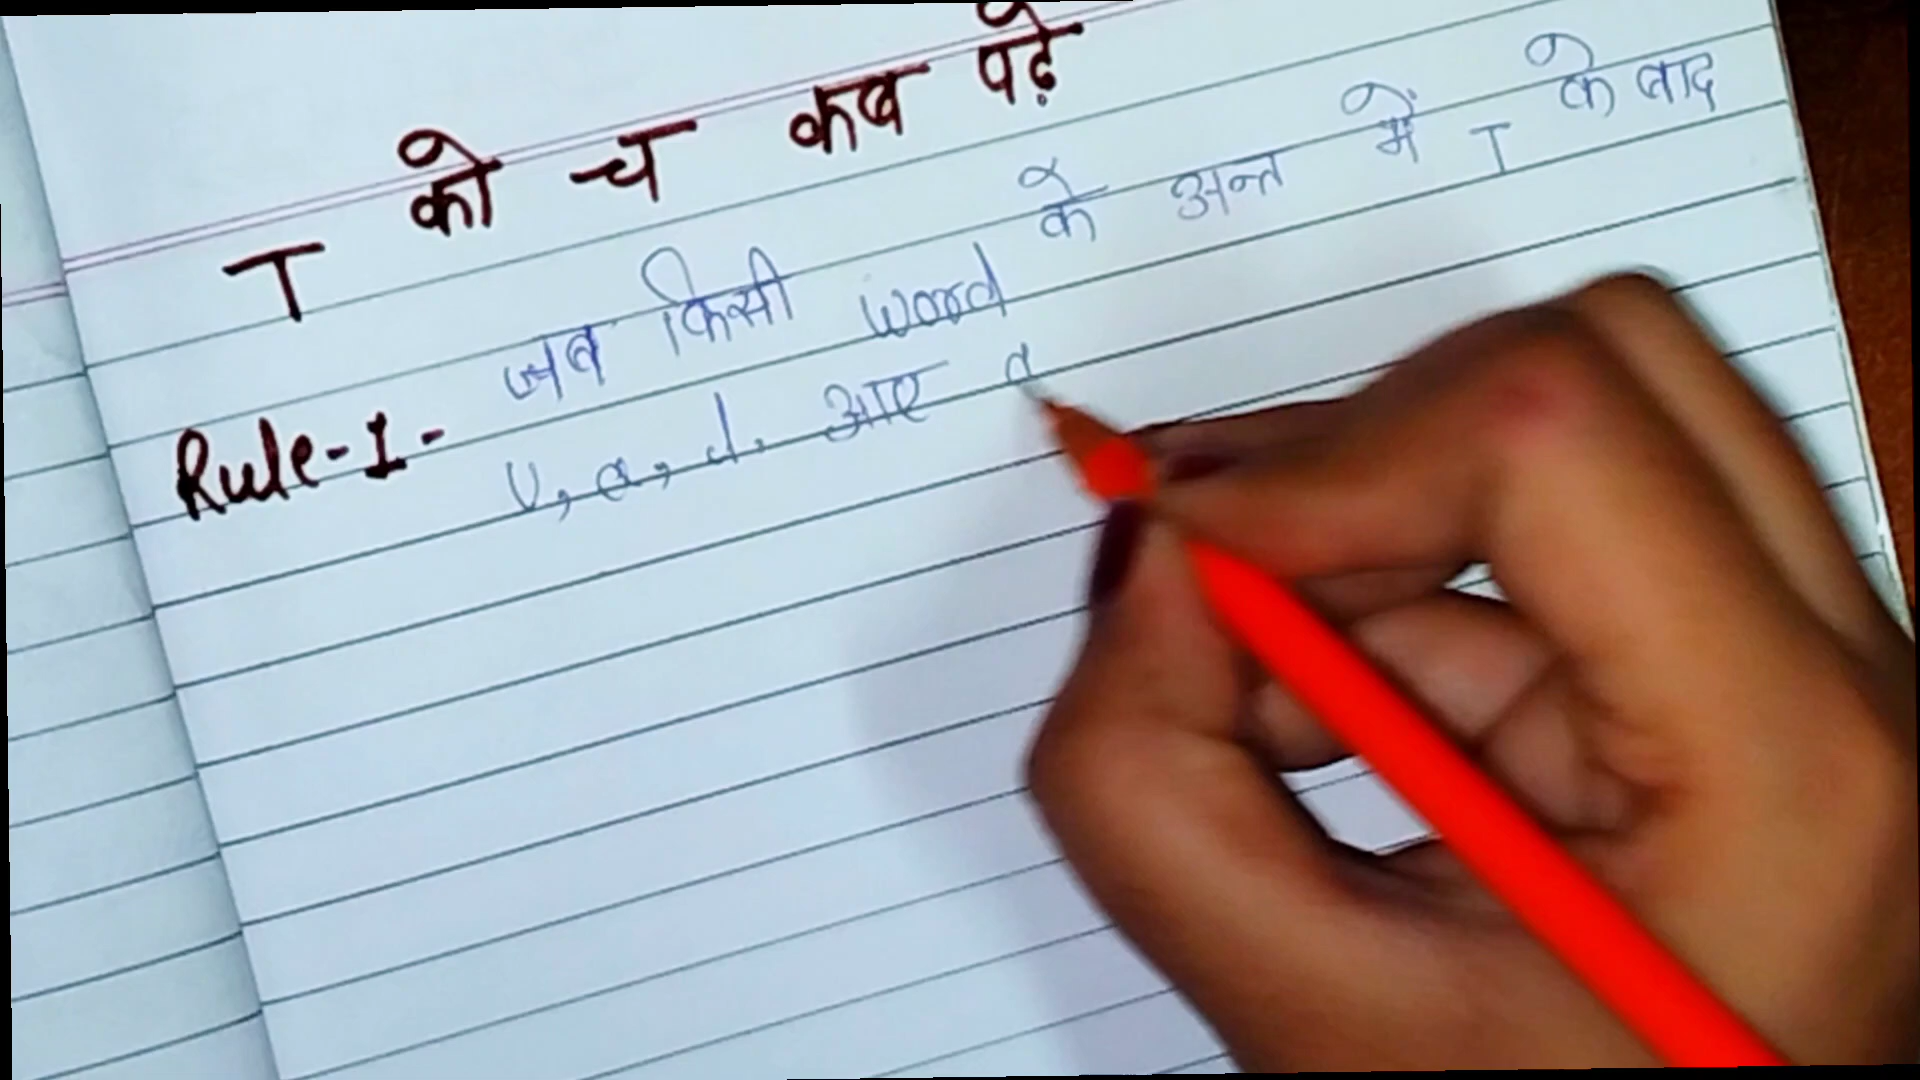 T को च कब पढ़े
Rule-1- जब किसी word के अन्त में T के बाद
U, a, d. आए